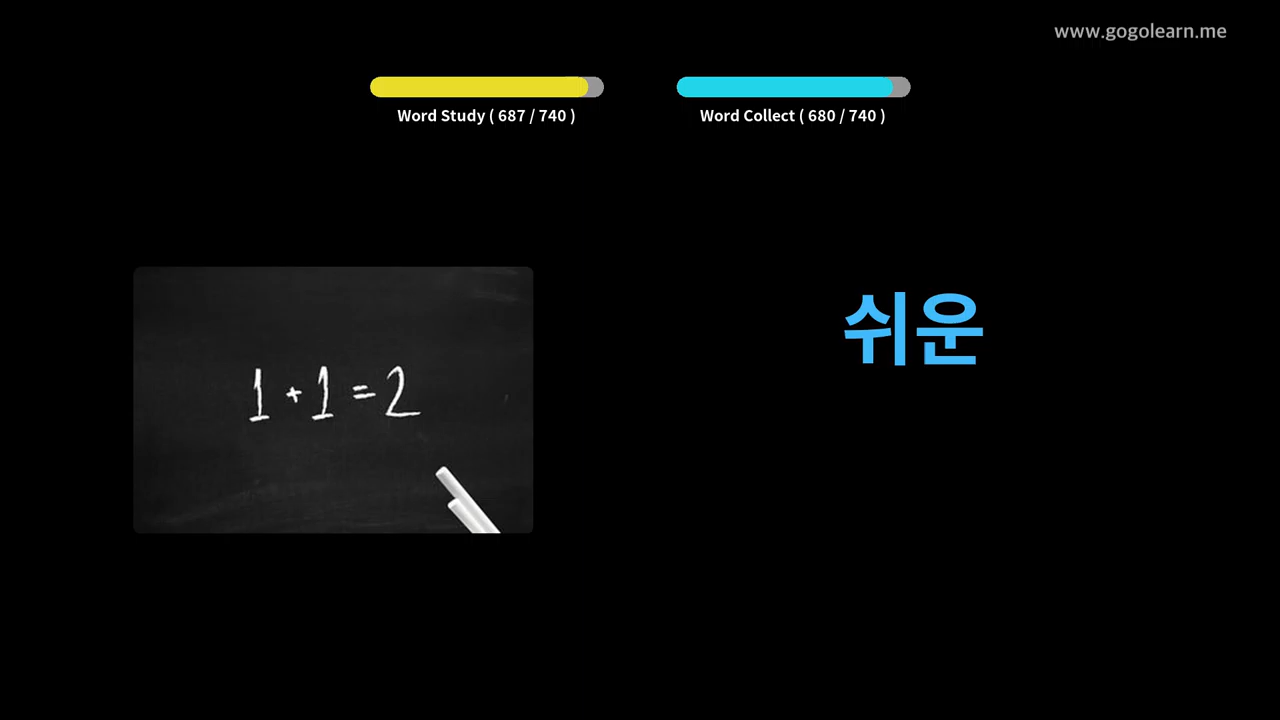 www.gogolearn.me
Word Study ( 687 / 740 )
Word Collect ( 680 / 740 )
쉬운
1 + 1 = 2